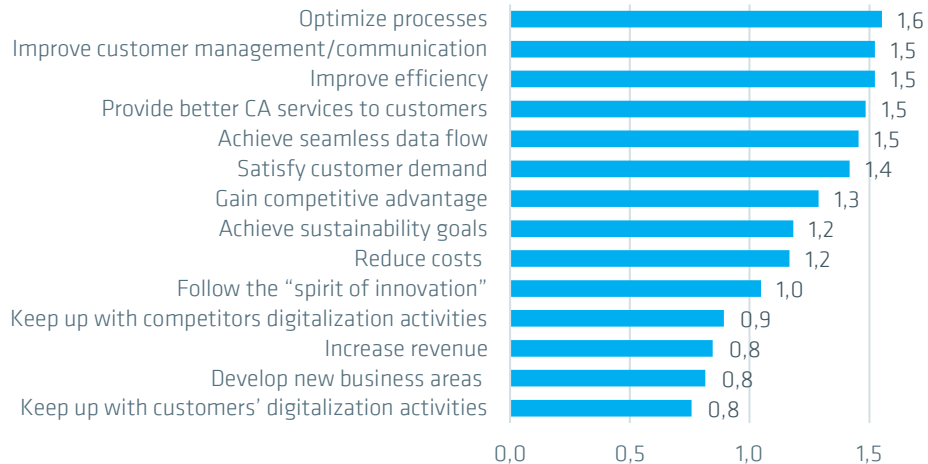 Optimize processes 1,6
Improve customer management/communication 1,5
Improve efficiency 1,5
Provide better CA services to customers 1,5
Achieve seamless data flow 1,5
Satisfy customer demand 1,4
Gain competitive advantage 1,3
Achieve sustainability goals 1,2
Reduce costs 1,2
Follow the “spirit of innovation” 1,0
Keep up with competitors digitalization activities 0,9
Increase revenue 0,8
Develop new business areas 0,8
Keep up with customers’ digitalization activities 0,8
0,0 0,5 1,0 1,5